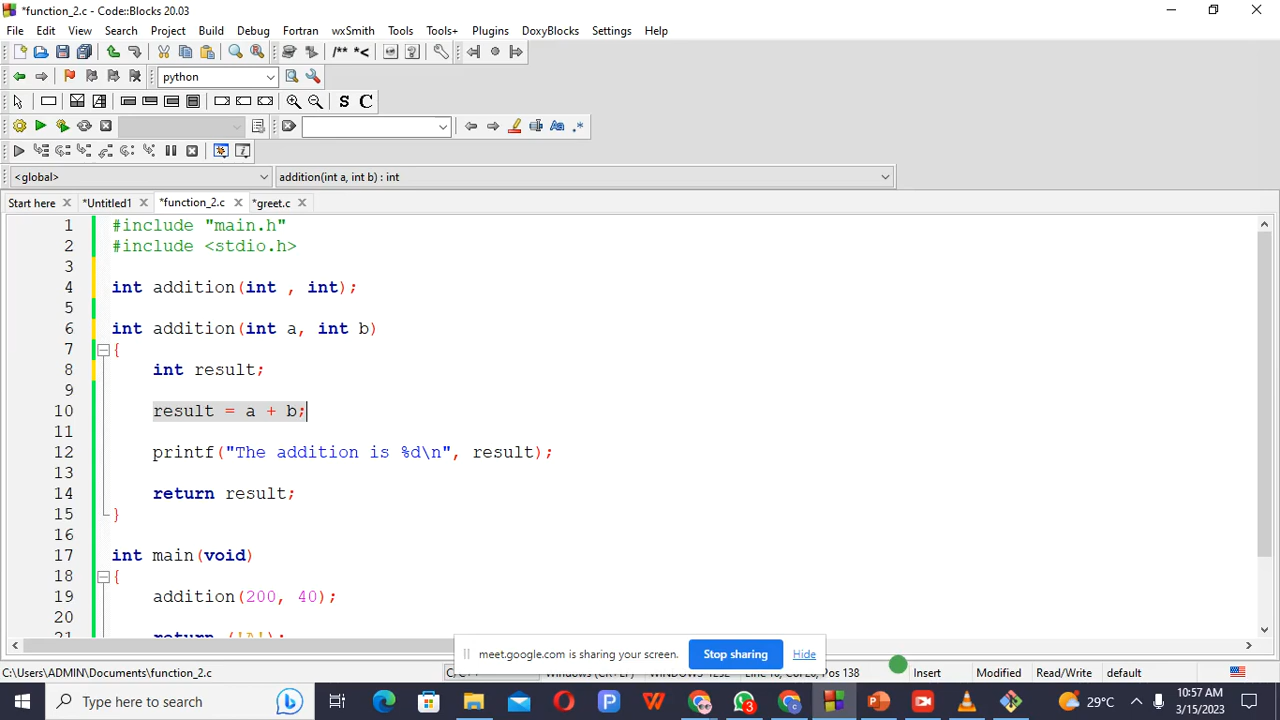 *function_2.c - Code::Blocks 20.03
File Edit View Search Project Build Debug Fortran wxSmith Tools Tools+ Plugins DoxyBlocks Settings Help
/** *<
python
S C
Aa .*
<global> addition(int a, int b) : int
Start here *Untitled1 *function_2.c *greet.c
1 #include "main.h"
2 #include <stdio.h>
3
4 int addition(int , int);
5
6 int addition(int a, int b)
7 {
8 int result;
9
10 result = a + b;
11
12 printf("The addition is %d\n", result);
13
14 return result;
15 }
16
17 int main(void)
18 {
19 addition(200, 40);
20
21
meet.google.com is sharing your screen. Stop sharing Hide
C:\Users\ADMIN\Documents\function_2.c Pos 138 Insert Modified Read/Write default
Type here to search 3 29°C 10:57 AM
3/15/2023